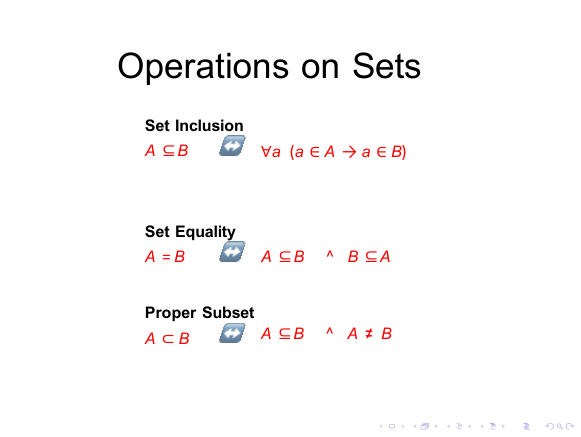 Operations on Sets
Set Inclusion
A ⊆ B ↔ ∀a (a ∈ A → a ∈ B)
Set Equality
A = B ↔ A ⊆ B ^ B ⊆ A
Proper Subset
A ⊂ B ↔ A ⊆ B ^ A ≠ B